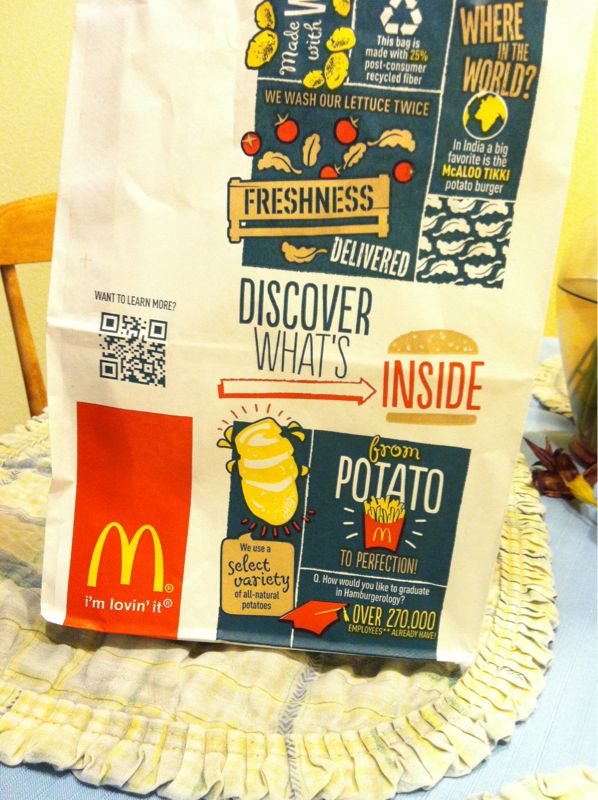 Made W
with
This bag is
made with 25%
post-consumer
recycled fiber
WHERE
IN THE
WORLD?
In India a big
favorite is the
McALOO TIKKI
potato burger
WE WASH OUR LETTUCE TWICE
FRESHNESS
DELIVERED
WANT TO LEARN MORE?
DISCOVER
WHAT'S
INSIDE
We use a
select
variety
of all-natural
potatoes
from
POTATO
TO PERFECTION!
Q. How would you like to graduate
in Hamburgerology?
OVER 270,000
EMPLOYEES** ALREADY HAVE!
M®
i'm lovin' it®